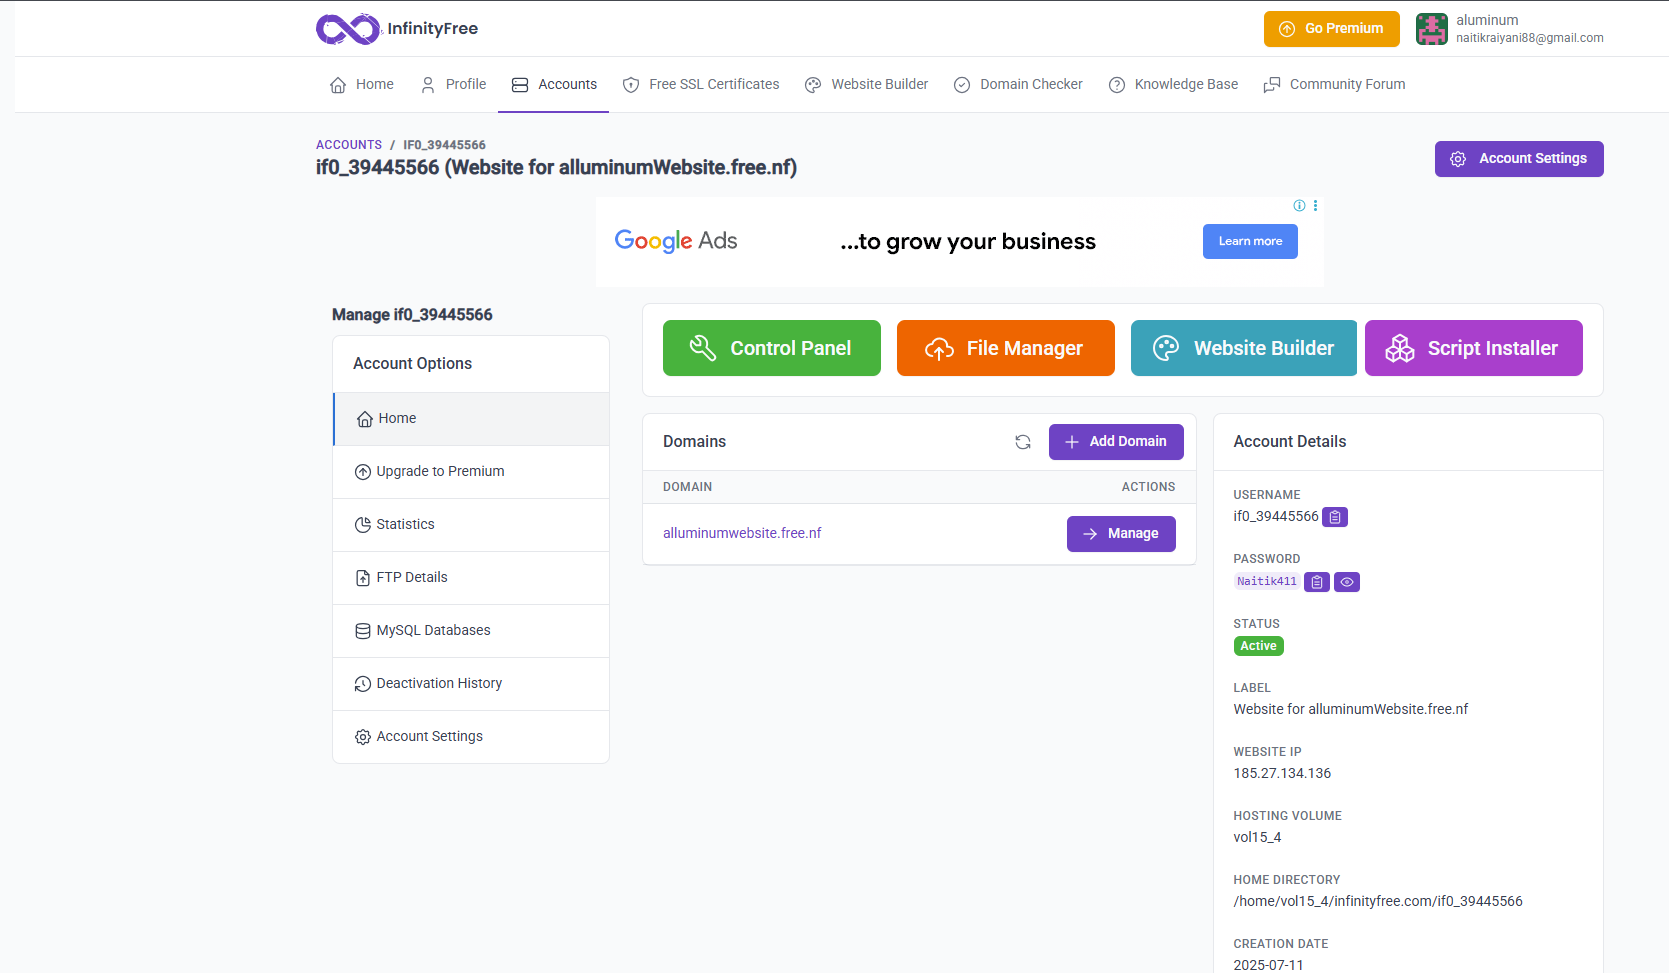 InfinityFree
Go Premium
aluminum
naitikraiyani88@gmail.com
Home
Profile
Accounts
Free SSL Certificates
Website Builder
Domain Checker
Knowledge Base
Community Forum
ACCOUNTS / IF0_39445566
if0_39445566 (Website for alluminumWebsite.free.nf)
Account Settings
Google Ads
...to grow your business
Learn more
Manage if0_39445566
Account Options
Home
Upgrade to Premium
Statistics
FTP Details
MySQL Databases
Deactivation History
Account Settings
Control Panel
File Manager
Website Builder
Script Installer
Domains
Add Domain
DOMAIN
ACTIONS
alluminumwebsite.free.nf
Manage
Account Details
USERNAME
if0_39445566
PASSWORD
Naitik411
STATUS
Active
LABEL
Website for alluminumWebsite.free.nf
WEBSITE IP
185.27.134.136
HOSTING VOLUME
vol15_4
HOME DIRECTORY
/home/vol15_4/infinityfree.com/if0_39445566
CREATION DATE
2025-07-11